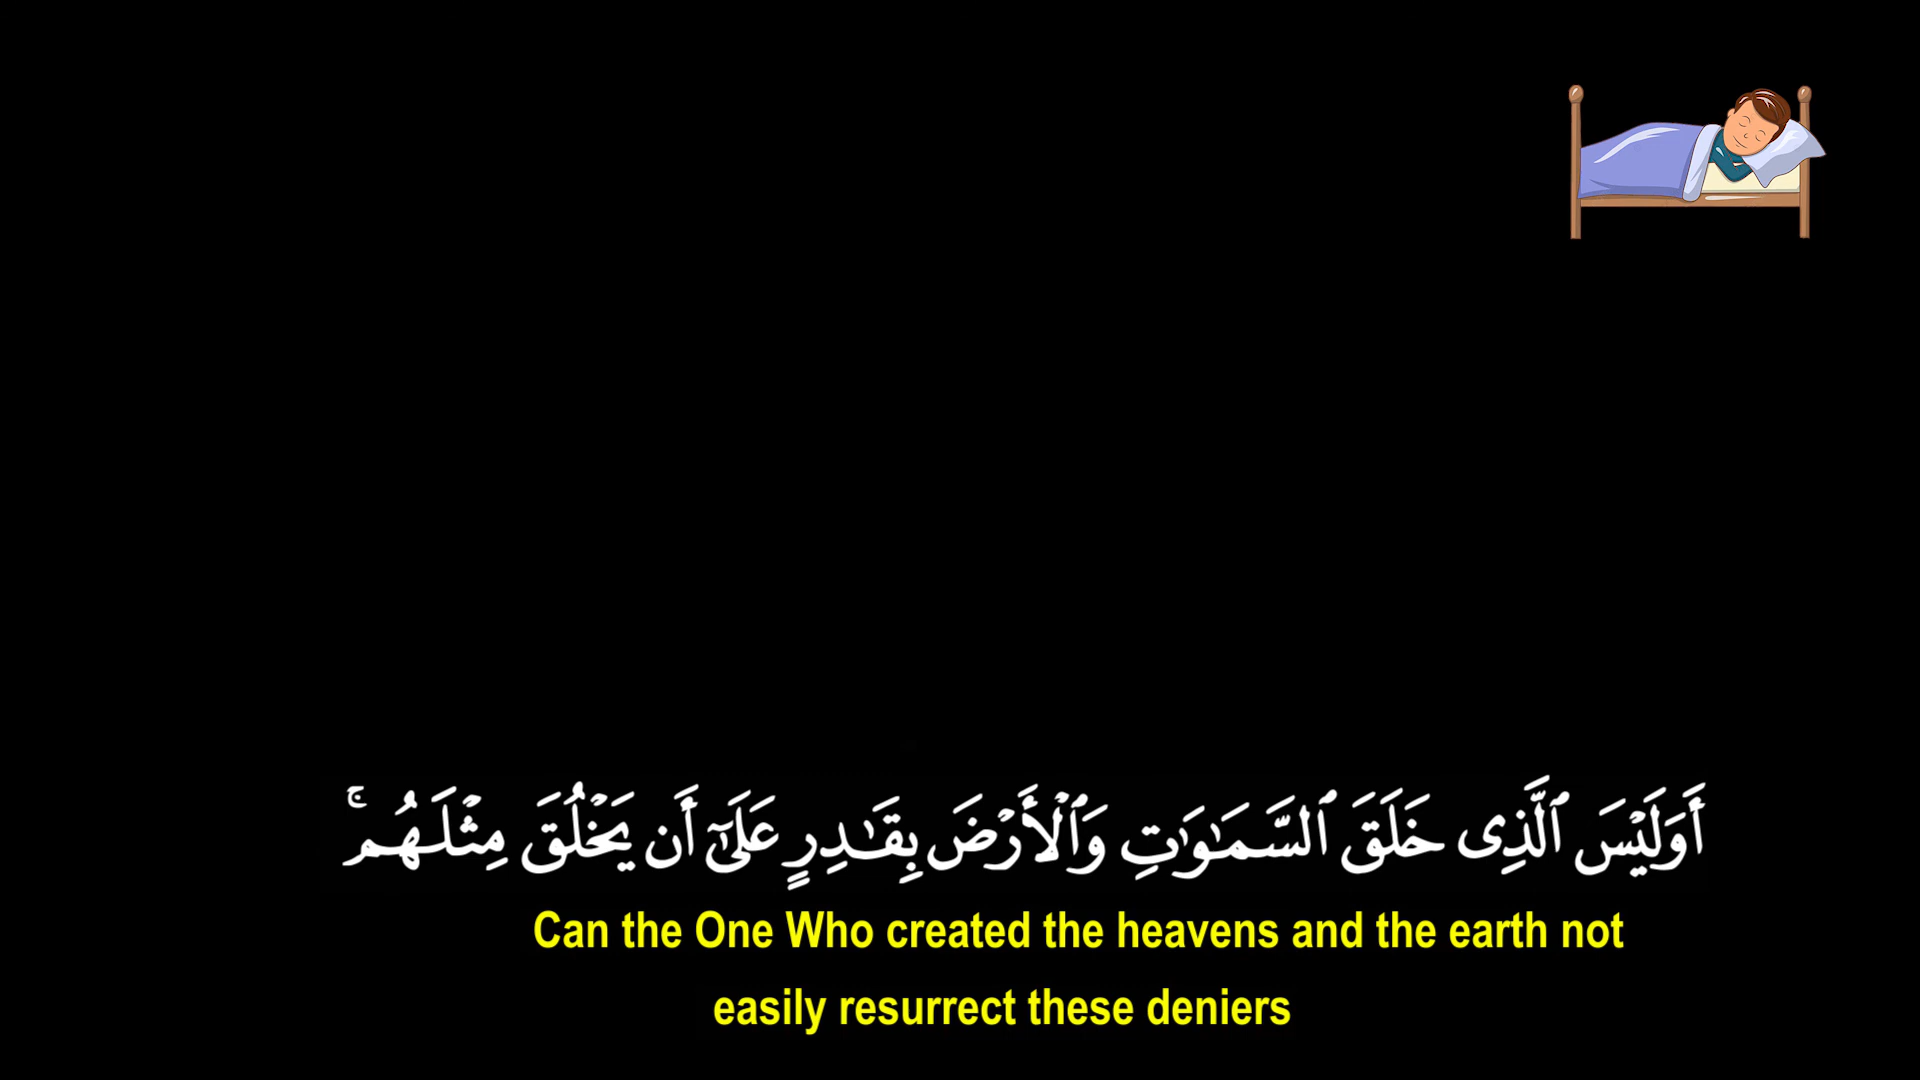 أَوَلَيْسَ ٱلَّذِى خَلَقَ ٱلسَّمَـٰوَٰتِ وَٱلْأَرْضَ بِقَـٰدِرٍ عَلَىٰٓ أَن يَخْلُقَ مِثْلَهُم ۚ
Can the One Who created the heavens and the earth not
easily resurrect these deniers